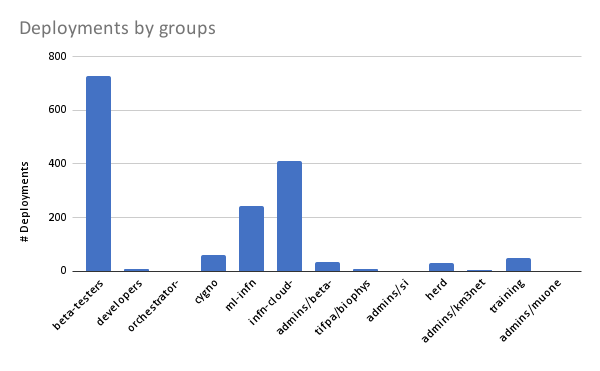 Deployments by groups
# Deployments
800
600
400
200
0
beta-testers
developers
orchestrator-
cygno
ml-infn
infn-cloud-
admins/beta-
tifpa/biophys
admins/si
herd
admins/km3net
training
admins/muone